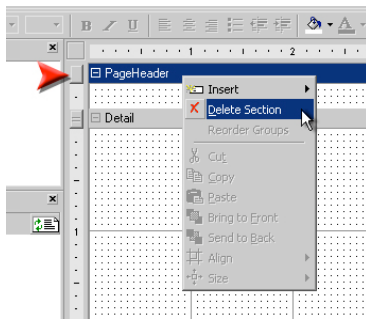 B I U A
1 2
PageHeader
Insert
Delete Section
Detail
Reorder Groups
Cut
Copy
Paste
Bring to Front
Send to Back
1
Align
Size